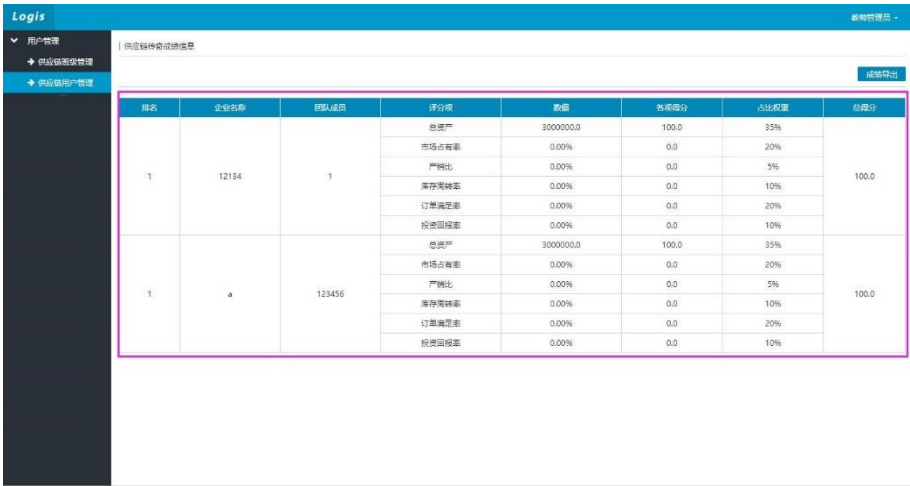 Logis
教师管理员
用户管理
供应链班级管理
供应链用户管理
供应链传奇成绩信息
成绩导出
排名 企业名称 团队成员 评分项 数值 各项得分 占比权重 总得分
1 12134 1 总资产 3000000.0 100.0 35% 100.0
市场占有率 0.00% 0.0 20%
产销比 0.00% 0.0 5%
库存周转率 0.00% 0.0 10%
订单满足率 0.00% 0.0 20%
投资回报率 0.00% 0.0 10%
1 a 123456 总资产 3000000.0 100.0 35% 100.0
市场占有率 0.00% 0.0 20%
产销比 0.00% 0.0 5%
库存周转率 0.00% 0.0 10%
订单满足率 0.00% 0.0 20%
投资回报率 0.00% 0.0 10%